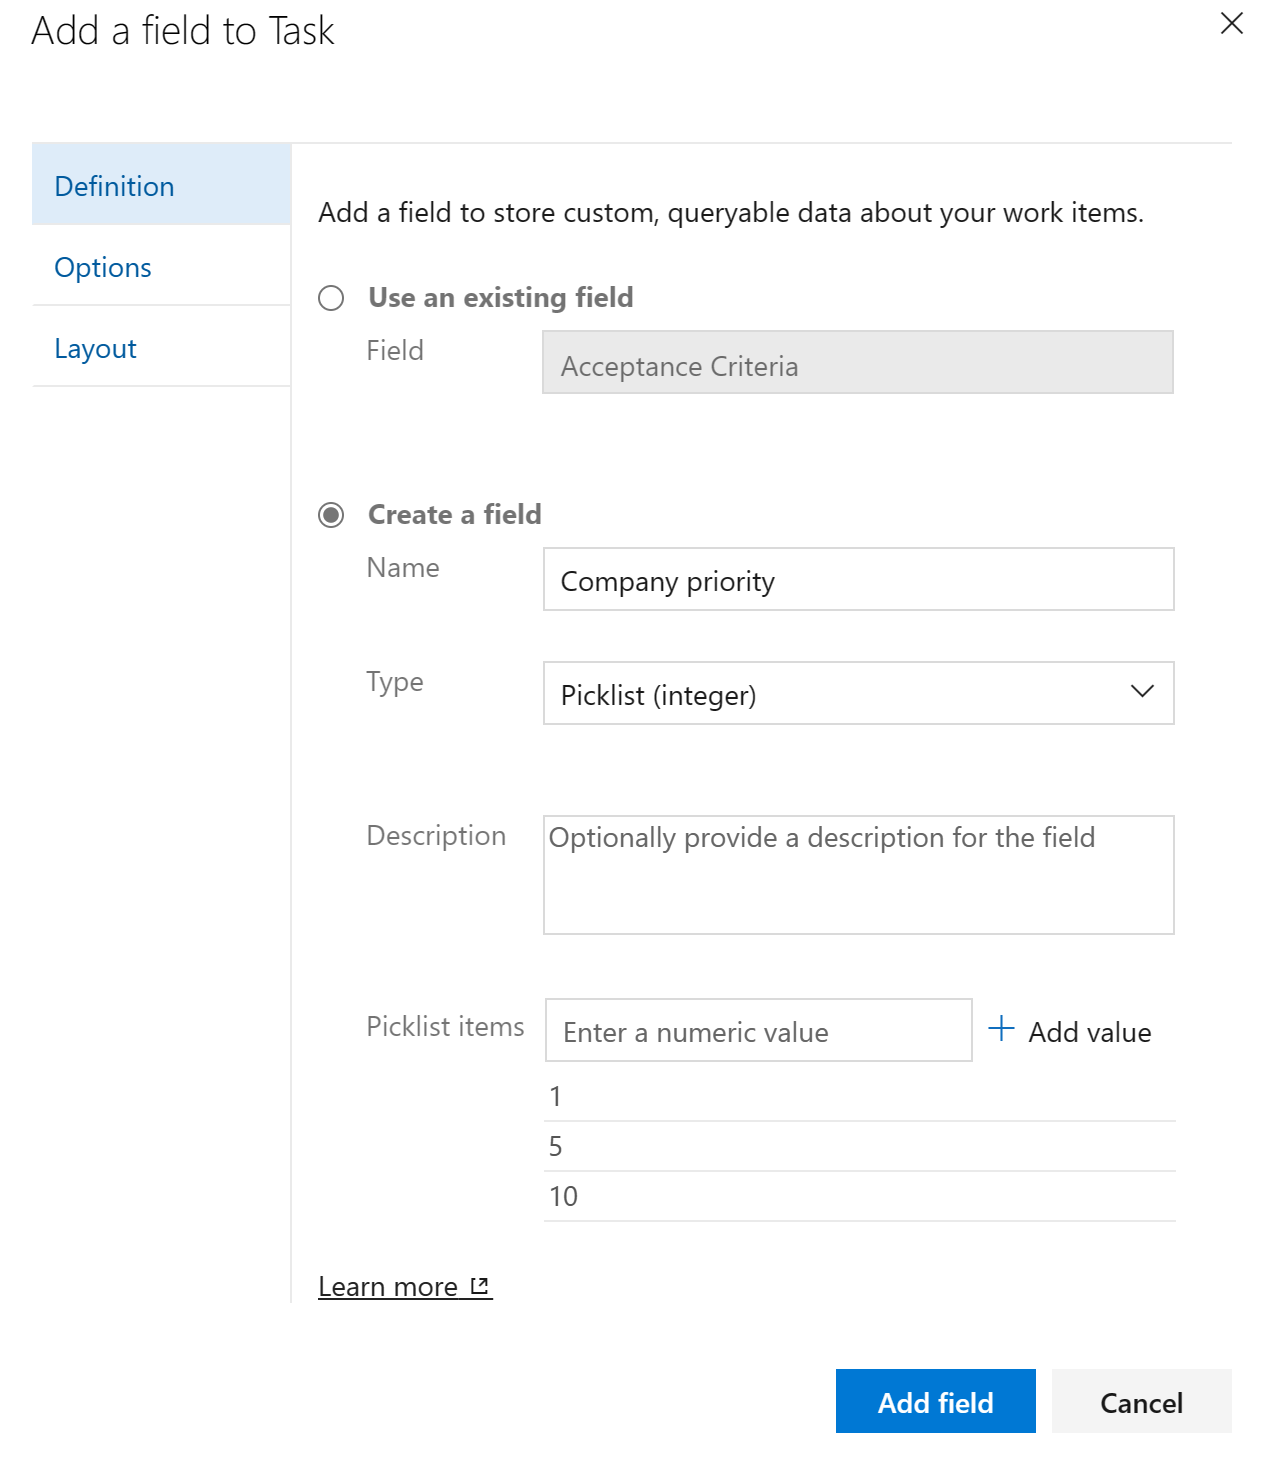 Add a field to Task
Definition
Options
Layout
Add a field to store custom, queryable data about your work items.
Use an existing field
Field
Acceptance Criteria
Create a field
Name
Company priority
Type
Picklist (integer)
Description
Optionally provide a description for the field
Picklist items
Enter a numeric value
Add value
1
5
10
Learn more
Add field
Cancel